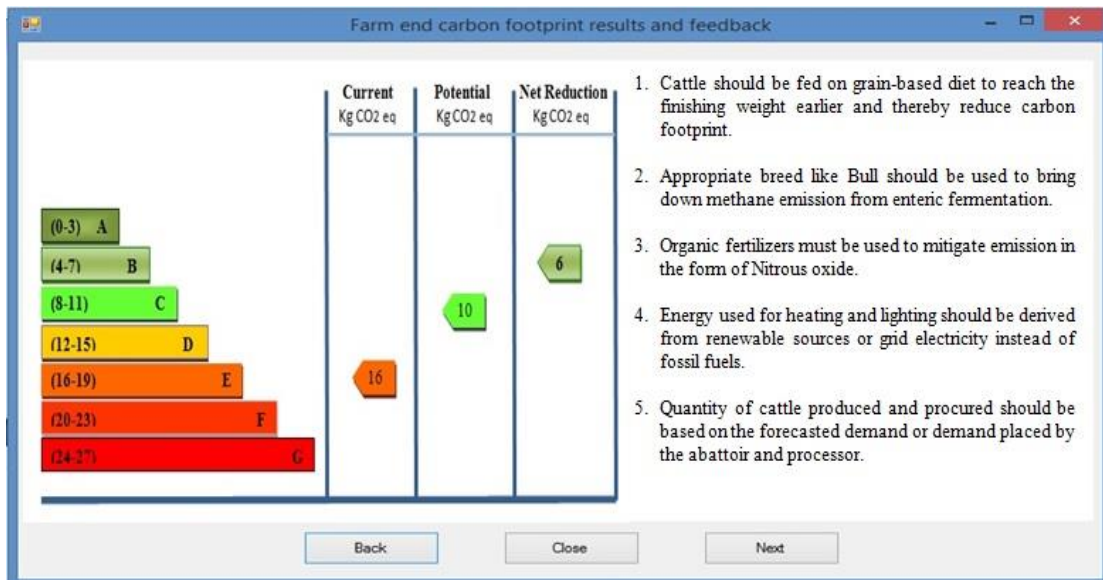 Farm end carbon footprint results and feedback
Current
Kg CO2 eq
Potential
Kg CO2 eq
Net Reduction
Kg CO2 eq
(0-3) A
(4-7) B
(8-11) C
(12-15) D
(16-19) E
(20-23) F
(24-27) G
6
10
16
1. Cattle should be fed on grain-based diet to reach the
finishing weight earlier and thereby reduce carbon
footprint.
2. Appropriate breed like Bull should be used to bring
down methane emission from enteric fermentation.
3. Organic fertilizers must be used to mitigate emission in
the form of Nitrous oxide.
4. Energy used for heating and lighting should be derived
from renewable sources or grid electricity instead of
fossil fuels.
5. Quantity of cattle produced and procured should be
based on the forecasted demand or demand placed by
the abattoir and processor.
Back
Close
Next